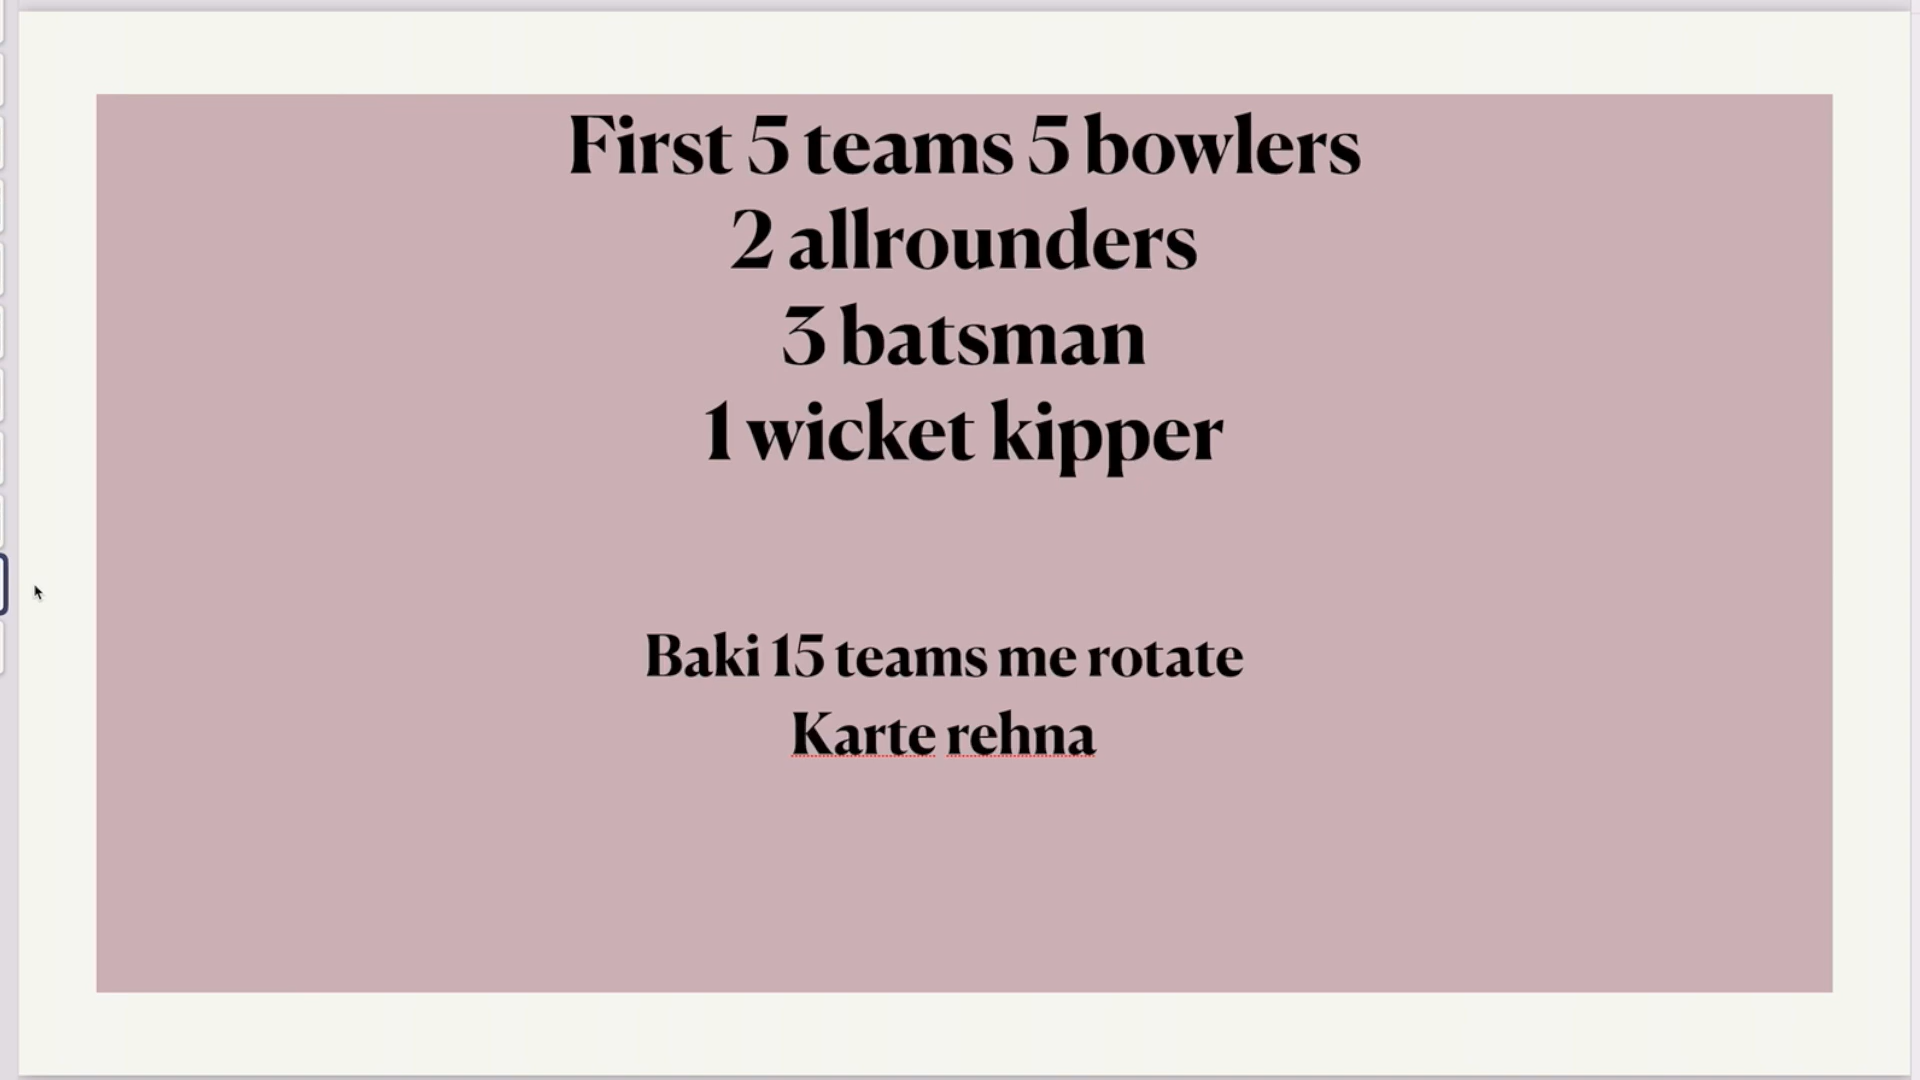 First 5 teams 5 bowlers
2 allrounders
3 batsman
1 wicket kipper
Baki 15 teams me rotate
Karte rehna